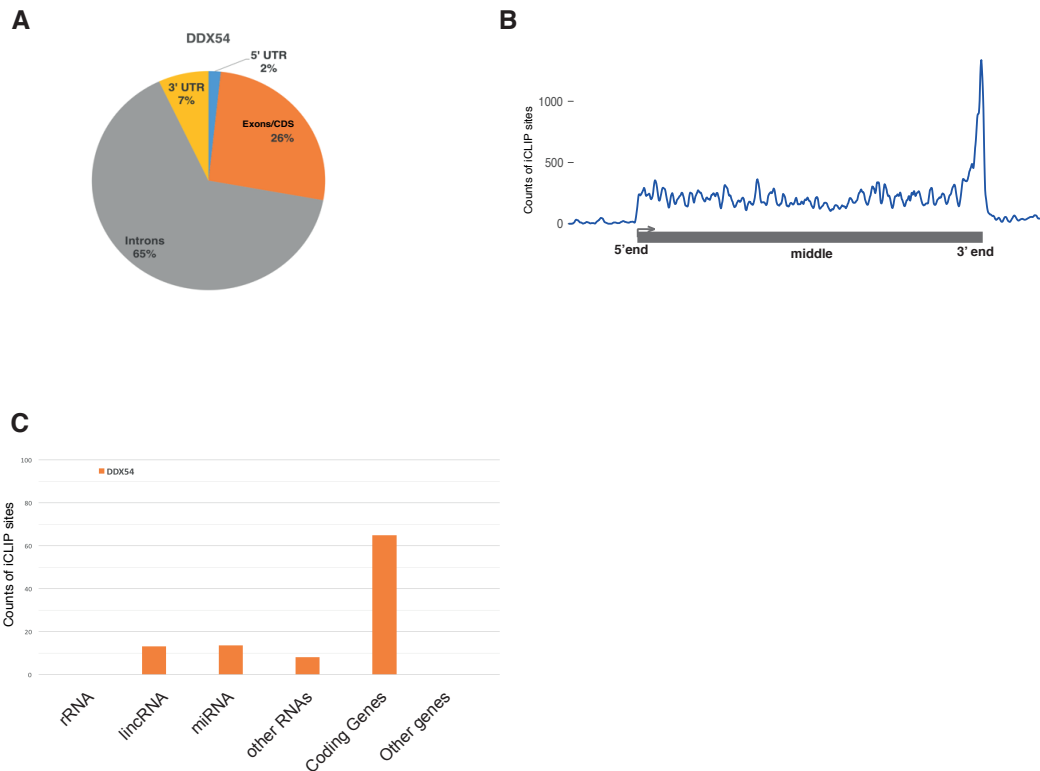 A
DDX54
5' UTR
2%
3' UTR
7%
Exons/CDS
26%
Introns
65%
B
Counts of iCLIP sites
1000
500
0
5'end
middle
3' end
C
DDX54
Counts of iCLIP sites
100
80
60
40
20
0
rRNA
lincRNA
miRNA
other RNAs
Coding Genes
Other genes